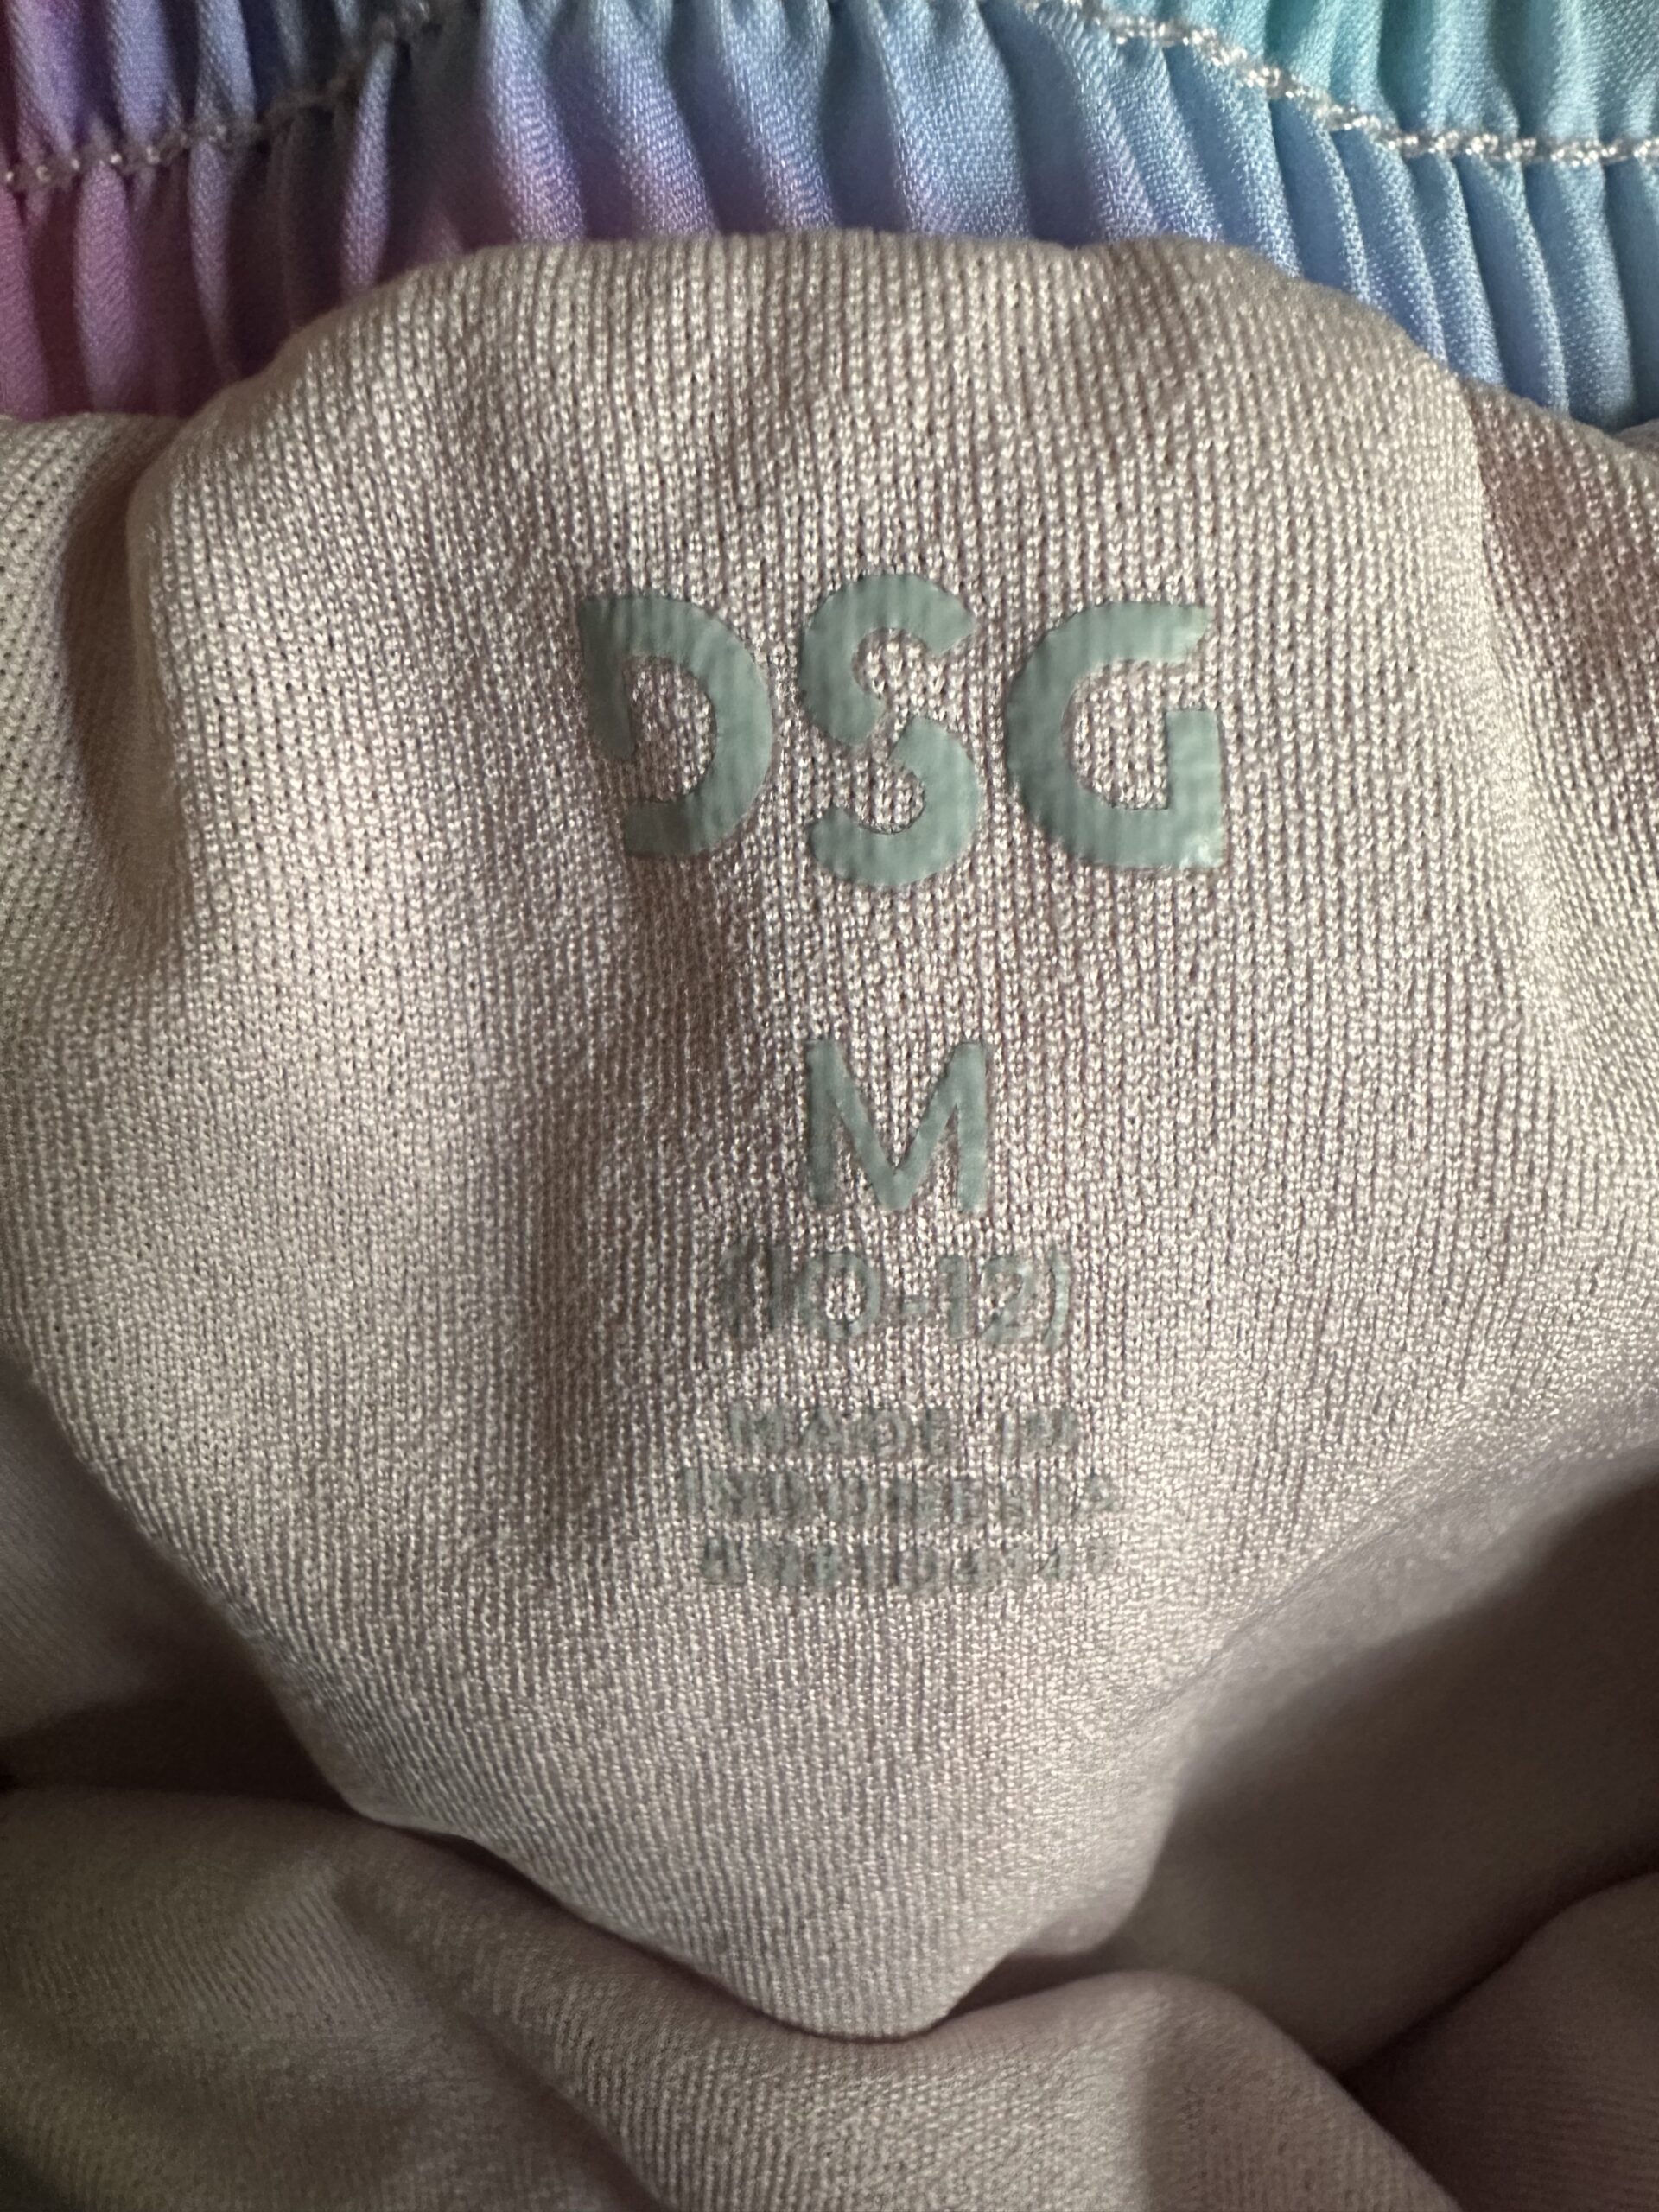 DSG
M
(10-12)
MADE IN
INDONESIA